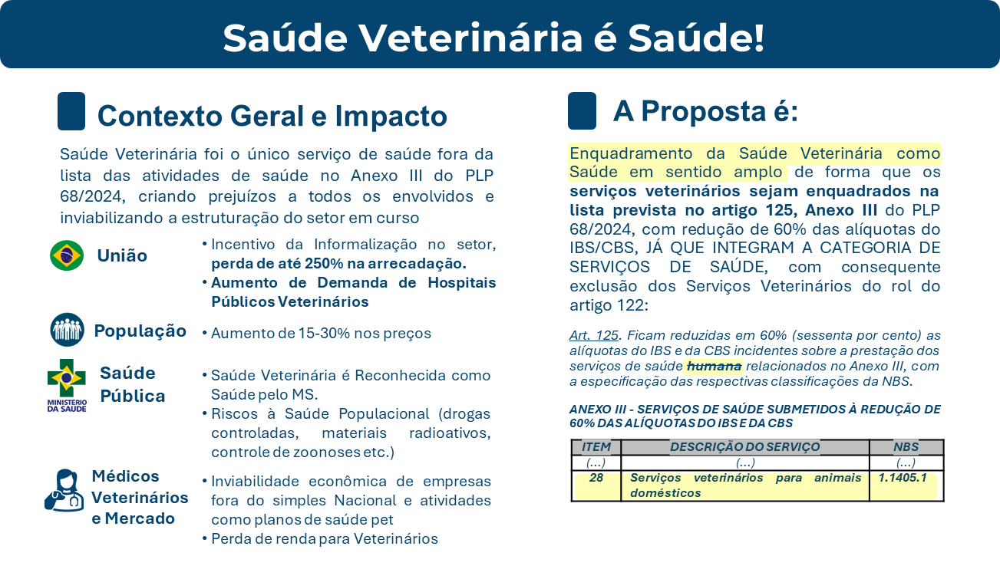 Saúde Veterinária é Saúde!
Contexto Geral e Impacto
Saúde Veterinária foi o único serviço de saúde fora da
lista das atividades de saúde no Anexo III do PLP
68/2024, criando prejuízos a todos os envolvidos e
inviabilizando a estruturação do setor em curso
União
• Incentivo da Informalização no setor,
perda de até 250% na arrecadação.
• Aumento de Demanda de Hospitais
Públicos Veterinários
População
• Aumento de 15-30% nos preços
Saúde
Pública
MINISTÉRIO
DA SAÚDE
• Saúde Veterinária é Reconhecida como
Saúde pelo MS.
• Riscos à Saúde Populacional (drogas
controladas, materiais radioativos,
controle de zoonoses etc.)
Médicos
Veterinários
e Mercado
• Inviabilidade econômica de empresas
fora do simples Nacional e atividades
como planos de saúde pet
• Perda de renda para Veterinários
A Proposta é:
Enquadramento da Saúde Veterinária como
Saúde em sentido amplo de forma que os
serviços veterinários sejam enquadrados na
lista prevista no artigo 125, Anexo III do PLP
68/2024, com redução de 60% das alíquotas do
IBS/CBS, JÁ QUE INTEGRAM A CATEGORIA DE
SERVIÇOS DE SAÚDE, com consequente
exclusão dos Serviços Veterinários do rol do
artigo 122:
Art. 125. Ficam reduzidas em 60% (sessenta por cento) as
alíquotas do IBS e da CBS incidentes sobre a prestação dos
serviços de saúde humana relacionados no Anexo III, com
a especificação das respectivas classificações da NBS.
ANEXO III - SERVIÇOS DE SAÚDE SUBMETIDOS À REDUÇÃO DE
60% DAS ALÍQUOTAS DO IBS E DA CBS
ITEM DESCRIÇÃO DO SERVIÇO NBS
(...) (...) (...)
28 Serviços veterinários para animais 1.1405.1
domésticos